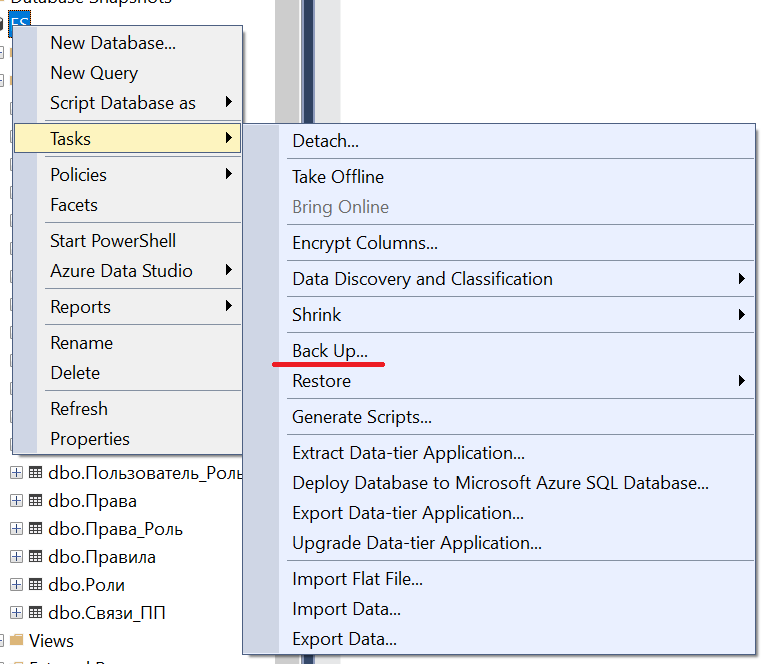 Database Snapshots
ES
New Database...
New Query
Script Database as
Tasks
Policies
Facets
Start PowerShell
Azure Data Studio
Reports
Rename
Delete
Refresh
Properties
Detach...
Take Offline
Bring Online
Encrypt Columns...
Data Discovery and Classification
Shrink
Back Up...
Restore
Generate Scripts...
Extract Data-tier Application...
Deploy Database to Microsoft Azure SQL Database...
Export Data-tier Application...
Upgrade Data-tier Application...
Import Flat File...
Import Data...
Export Data...
dbo.Пользователь_Роль
dbo.Права
dbo.Права_Роль
dbo.Правила
dbo.Роли
dbo.Связи_ПП
Views